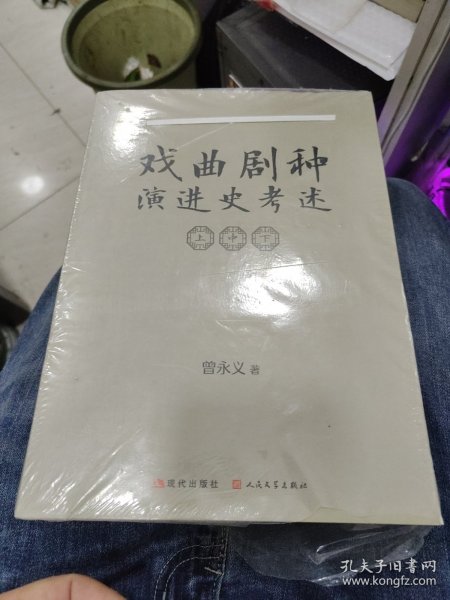 戏曲剧种
演进史考述
上 中 下
曾永义 著
现代出版社 人民文学出版社
孔夫子旧书网
www.kongfz.com